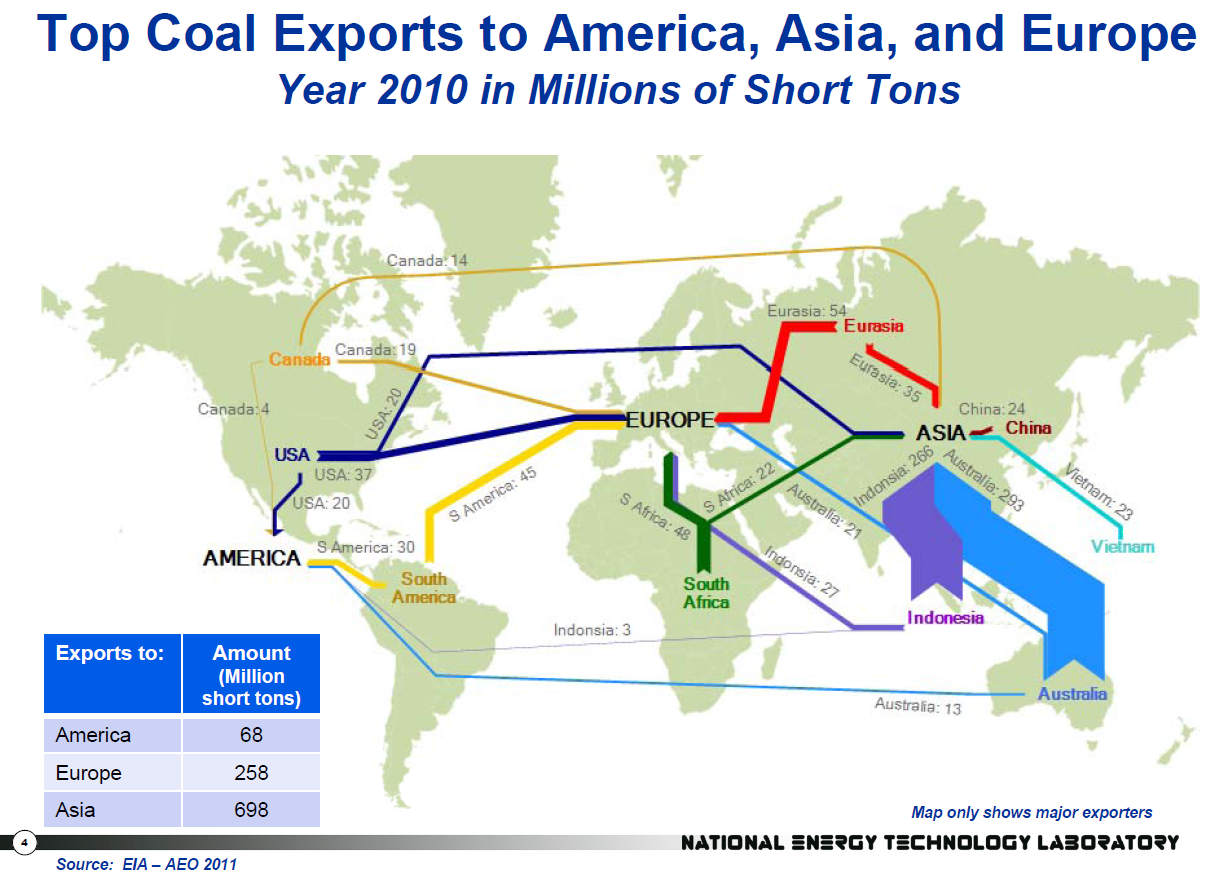 Top Coal Exports to America, Asia, and Europe
Year 2010 in Millions of Short Tons
Canada: 14
Eurasia: 54
Eurasia
Canada: 19
Canada
Eurasia: 35
USA: 20
Canada: 4
China: 24
EUROPE
ASIA
China
USA
USA: 37
Indonsia: 266
Australia: 293
Vietnam: 23
S America: 45
S Africa: 22
Australia: 21
USA: 20
S Africa: 48
Vietnam
S America: 30
AMERICA
Indonsia: 27
South
America
South
Africa
Indonesia
Indonsia: 3
Australia
Australia: 13
Exports to:
Amount
(Million
short tons)
America 68
Europe 258
Asia 698
Map only shows major exporters
4
NATIONAL ENERGY TECHNOLOGY LABORATORY
Source: EIA – AEO 2011